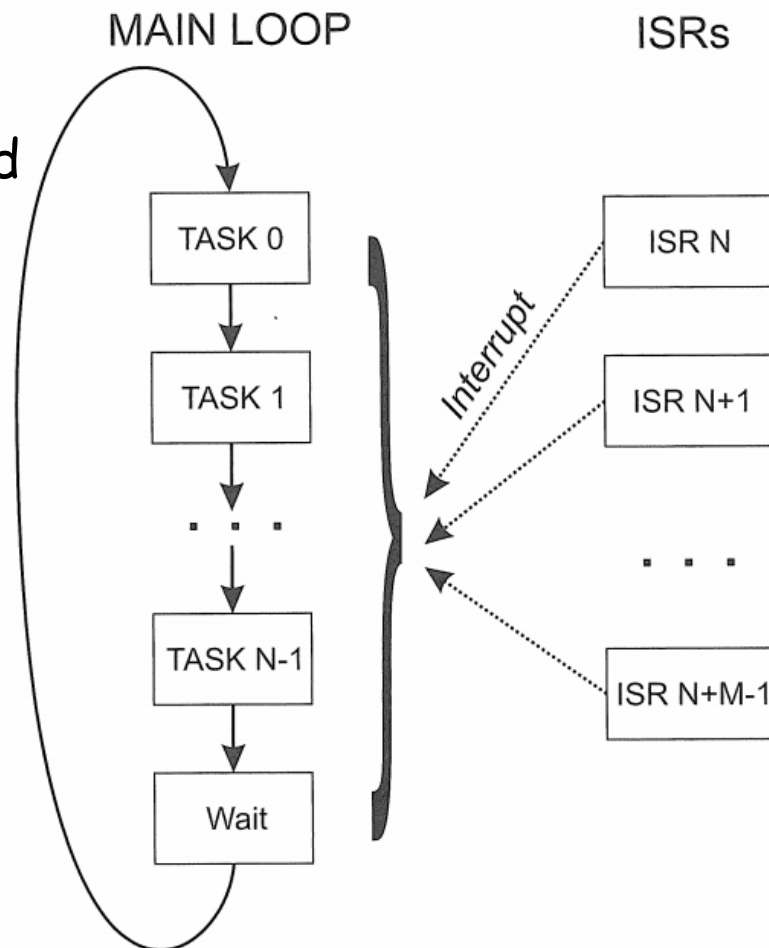 MAIN LOOP
ISRs
d
TASK 0
TASK 1
. . .
TASK N-1
Wait
Interrupt
ISR N
ISR N+1
. . .
ISR N+M-1